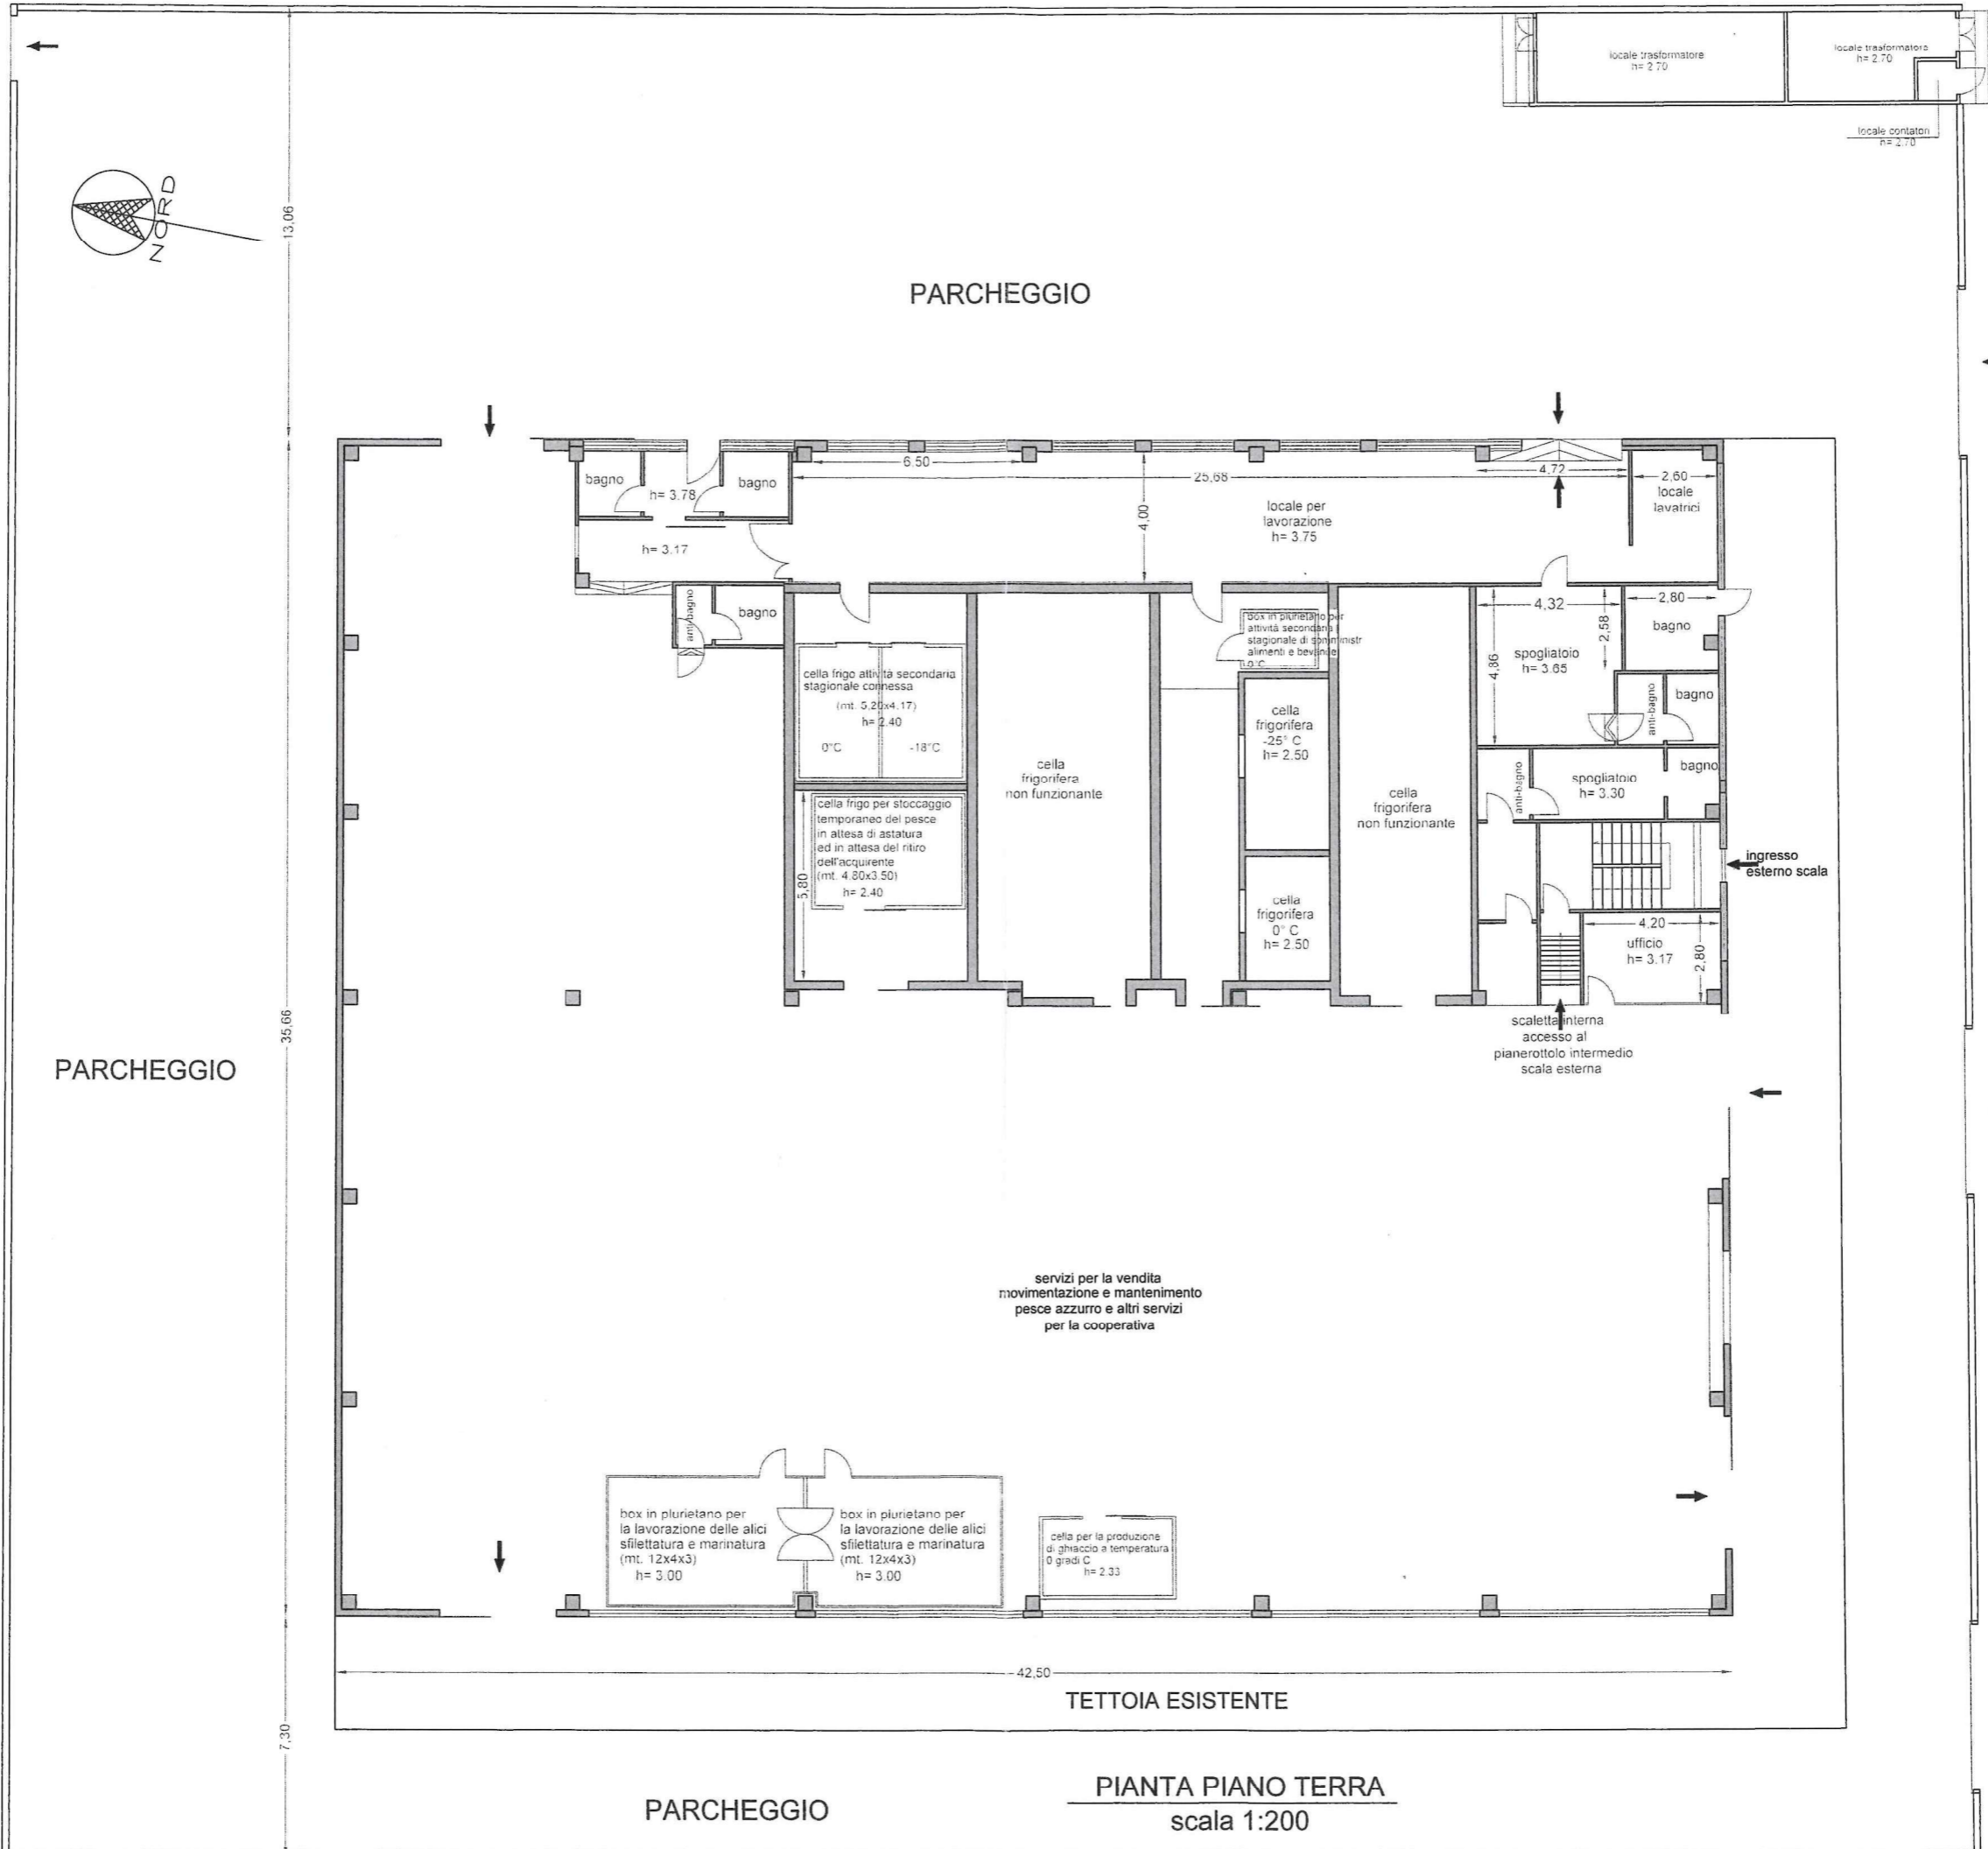 locale trasformatore
h= 2.70
locale trasformatore
h= 2.70
locale contatori
h= 2.70
NORD
13,06
PARCHEGGIO
bagno
h= 3.78
bagno
6,50
25,68
4,72
4,00
locale per
lavorazione
h= 3.75
2,60
locale
lavatrici
h= 3.17
anti-bagno
bagno
box in plurietano per
attività secondaria
stagionale di somministr
alimenti e bevande
0°C
4,32
2,58
4,86
spogliatoio
h= 3.65
2,80
bagno
cella frigo attività secondaria
stagionale connessa
(mt. 5,20x4,17)
h= 2.40
0°C
-18°C
anti-bagno
bagno
cella
frigorifera
-25° C
h= 2.50
cella
frigorifera
non funzionante
cella
frigorifera
non funzionante
anti-bagno
spogliatoio
h= 3.30
bagno
cella frigo per stoccaggio
temporaneo del pesce
in attesa di astatura
ed in attesa del ritiro
dell'acquirente
(mt. 4.80x3.50)
h= 2.40
5,80
ingresso
esterno scala
cella
frigorifera
0° C
h= 2.50
4,20
ufficio
h= 3.17
2,80
scaletta interna
accesso al
pianerottolo intermedio
scala esterna
35,66
PARCHEGGIO
servizi per la vendita
movimentazione e mantenimento
pesce azzurro e altri servizi
per la cooperativa
box in plurietano per
la lavorazione delle alici
sfilettatura e marinatura
(mt. 12x4x3)
h= 3.00
box in plurietano per
la lavorazione delle alici
sfilettatura e marinatura
(mt. 12x4x3)
h= 3.00
cella per la produzione
di ghiaccio a temperatura
0 gradi C
h= 2.33
42,50
TETTOIA ESISTENTE
7,30
PARCHEGGIO
PIANTA PIANO TERRA
scala 1:200